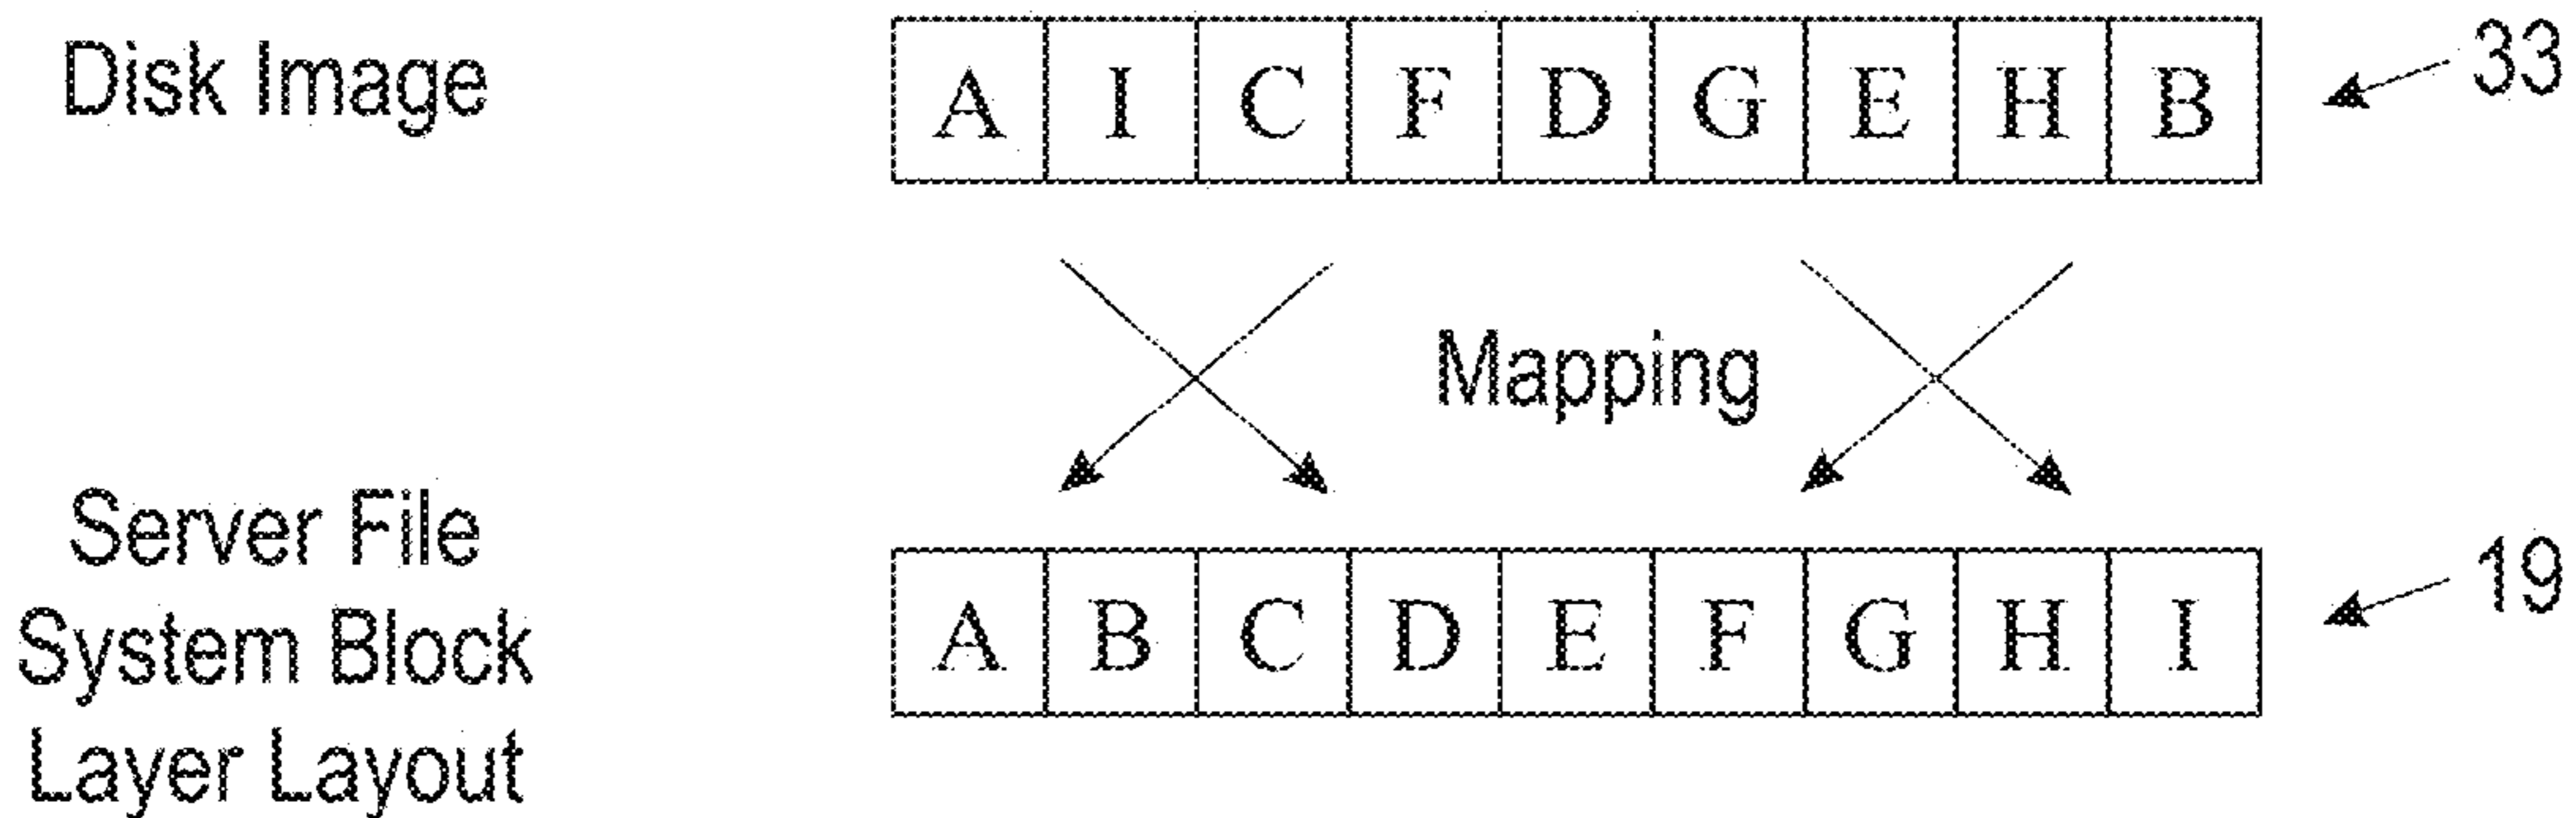 Disk Image A I C F D G E H B 33
Mapping
Server File
System Block
Layer Layout
A B C D E F G H I 19